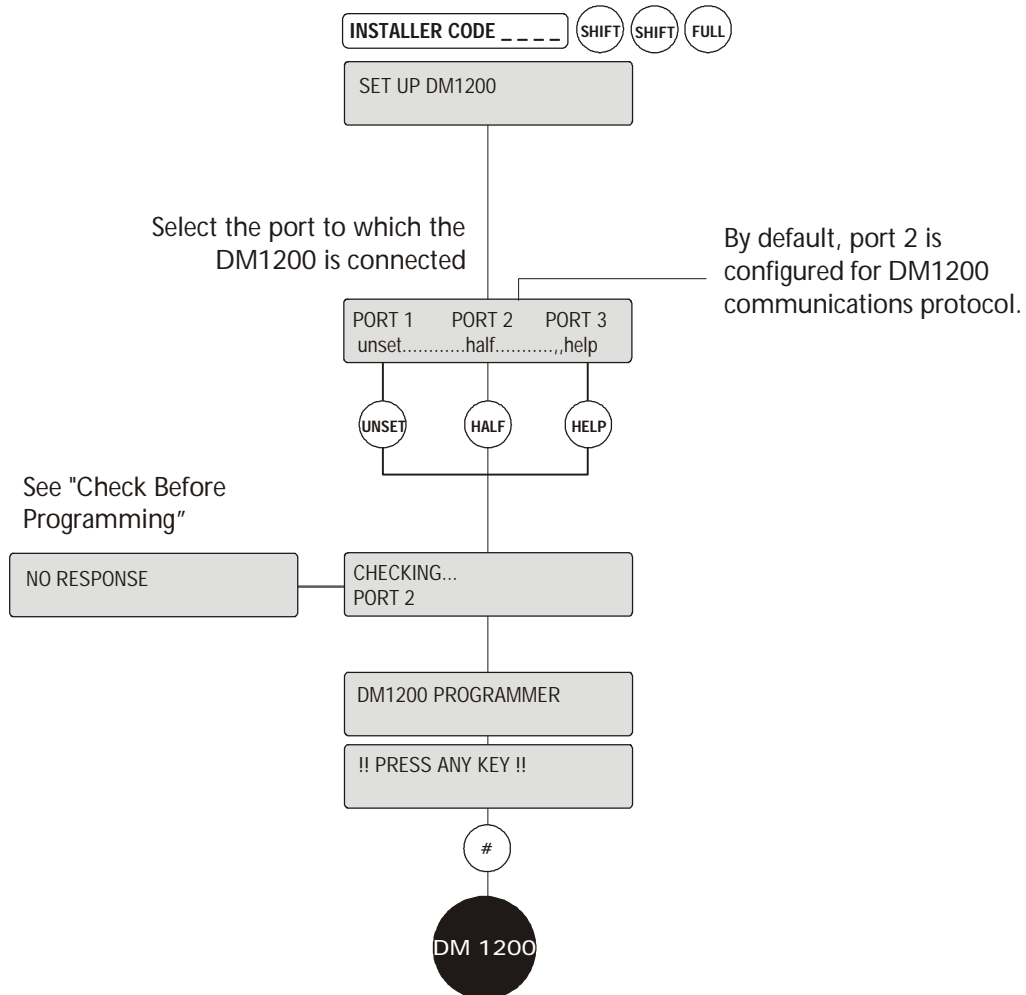 INSTALLER CODE _ _ _ _ SHIFT SHIFT FULL
SET UP DM1200
Select the port to which the
DM1200 is connected
By default, port 2 is
configured for DM1200
communications protocol.
PORT 1 PORT 2 PORT 3
unset............half...........,,help
UNSET HALF HELP
See "Check Before
Programming"
NO RESPONSE
CHECKING...
PORT 2
DM1200 PROGRAMMER
!! PRESS ANY KEY !!
#
DM 1200